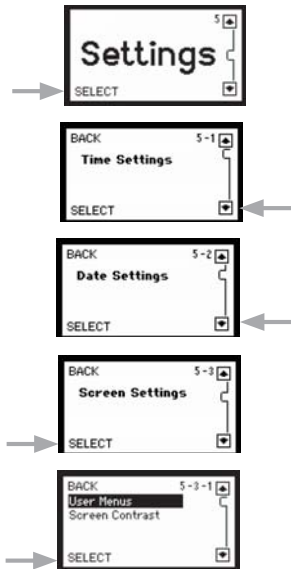 5
Settings
SELECT
BACK 5-1
Time Settings
SELECT
BACK 5-2
Date Settings
SELECT
BACK 5-3
Screen Settings
SELECT
BACK 5-3-1
User Menus
Screen Contrast
SELECT